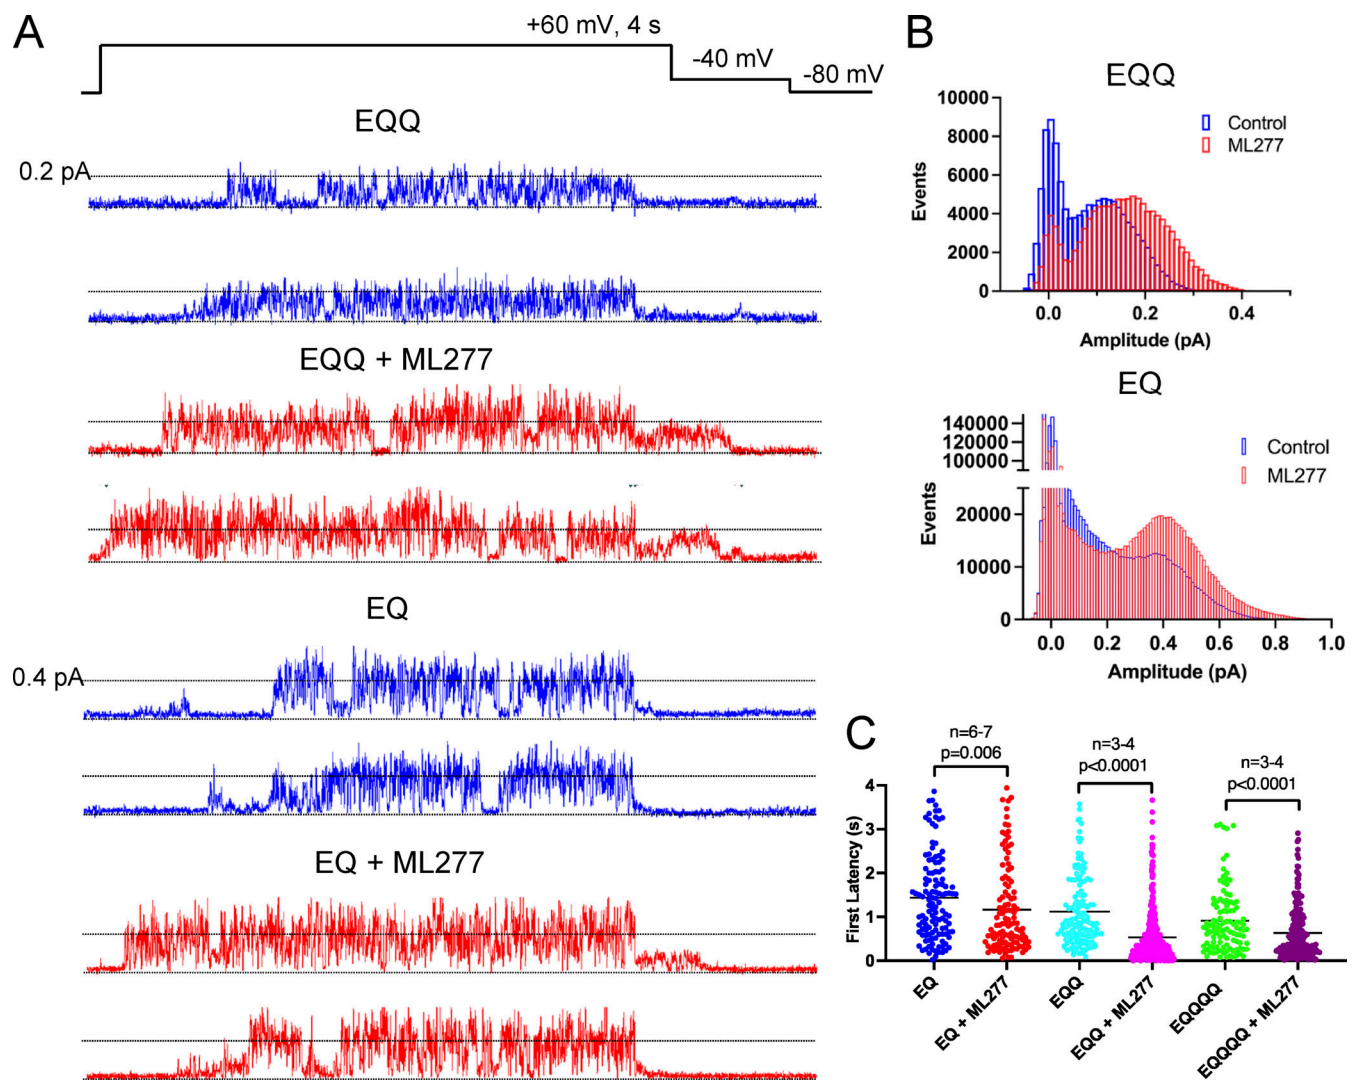 A
+60 mV, 4 s
-40 mV
-80 mV
EQQ
0.2 pA
EQQ + ML277
EQ
0.4 pA
EQ + ML277
B
EQQ
10000
8000
6000
4000
2000
0
Events
Control
ML277
0.0
0.2
0.4
Amplitude (pA)
EQ
140000
120000
100000
20000
10000
0
Events
Control
ML277
0.0
0.2
0.4
0.6
0.8
1.0
Amplitude (pA)
C
n=6-7
p=0.006
n=3-4
p<0.0001
n=3-4
p<0.0001
4
3
2
1
0
First Latency (s)
EQ
EQ + ML277
EQQ
EQQ + ML277
EQQQQ
EQQQQ + ML277